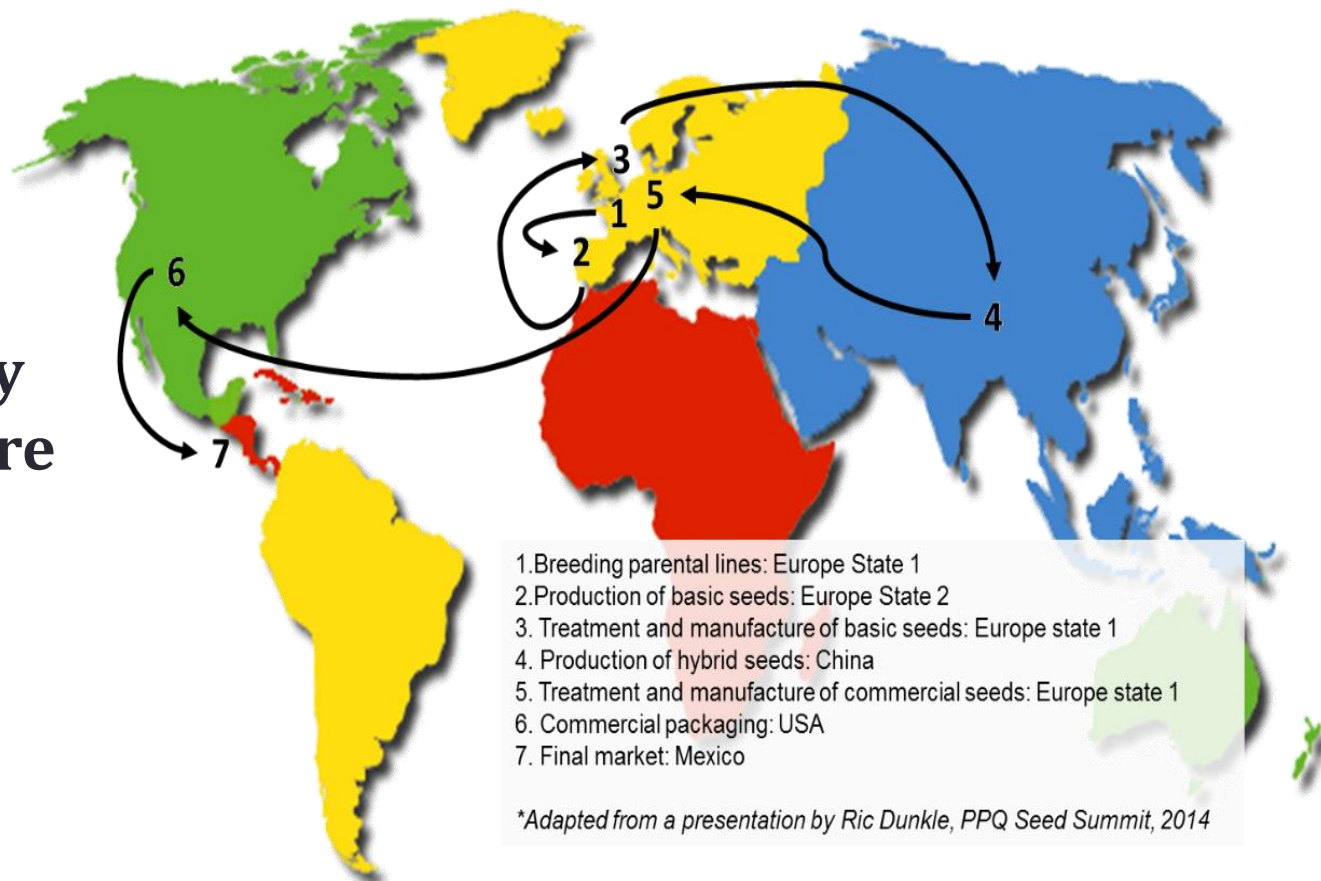 3
5
1
2
6
4
y
re
7
1.Breeding parental lines: Europe State 1
2.Production of basic seeds: Europe State 2
3. Treatment and manufacture of basic seeds: Europe state 1
4. Production of hybrid seeds: China
5. Treatment and manufacture of commercial seeds: Europe state 1
6. Commercial packaging: USA
7. Final market: Mexico
*Adapted from a presentation by Ric Dunkle, PPQ Seed Summit, 2014